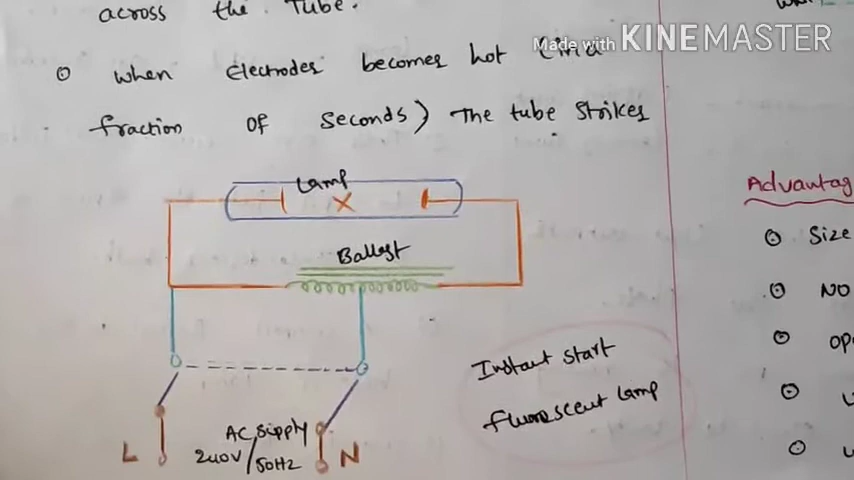 across the Tube.
Made with KINEMASTER
⊙ when Electrodes becomes hot (in a
fraction of seconds) The tube strikes
Lamp
Ballast
Advantag
⊙ Size
⊙ NO
⊙ op
Instant start
fluorescent lamp
AC Supply
240V/50Hz
L
N